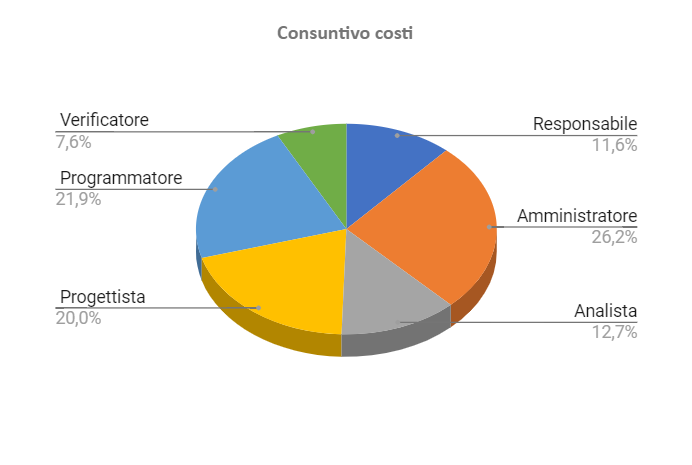 Consuntivo costi
Verificatore
7,6%
Programmatore
21,9%
Progettista
20,0%
Responsabile
11,6%
Amministratore
26,2%
Analista
12,7%